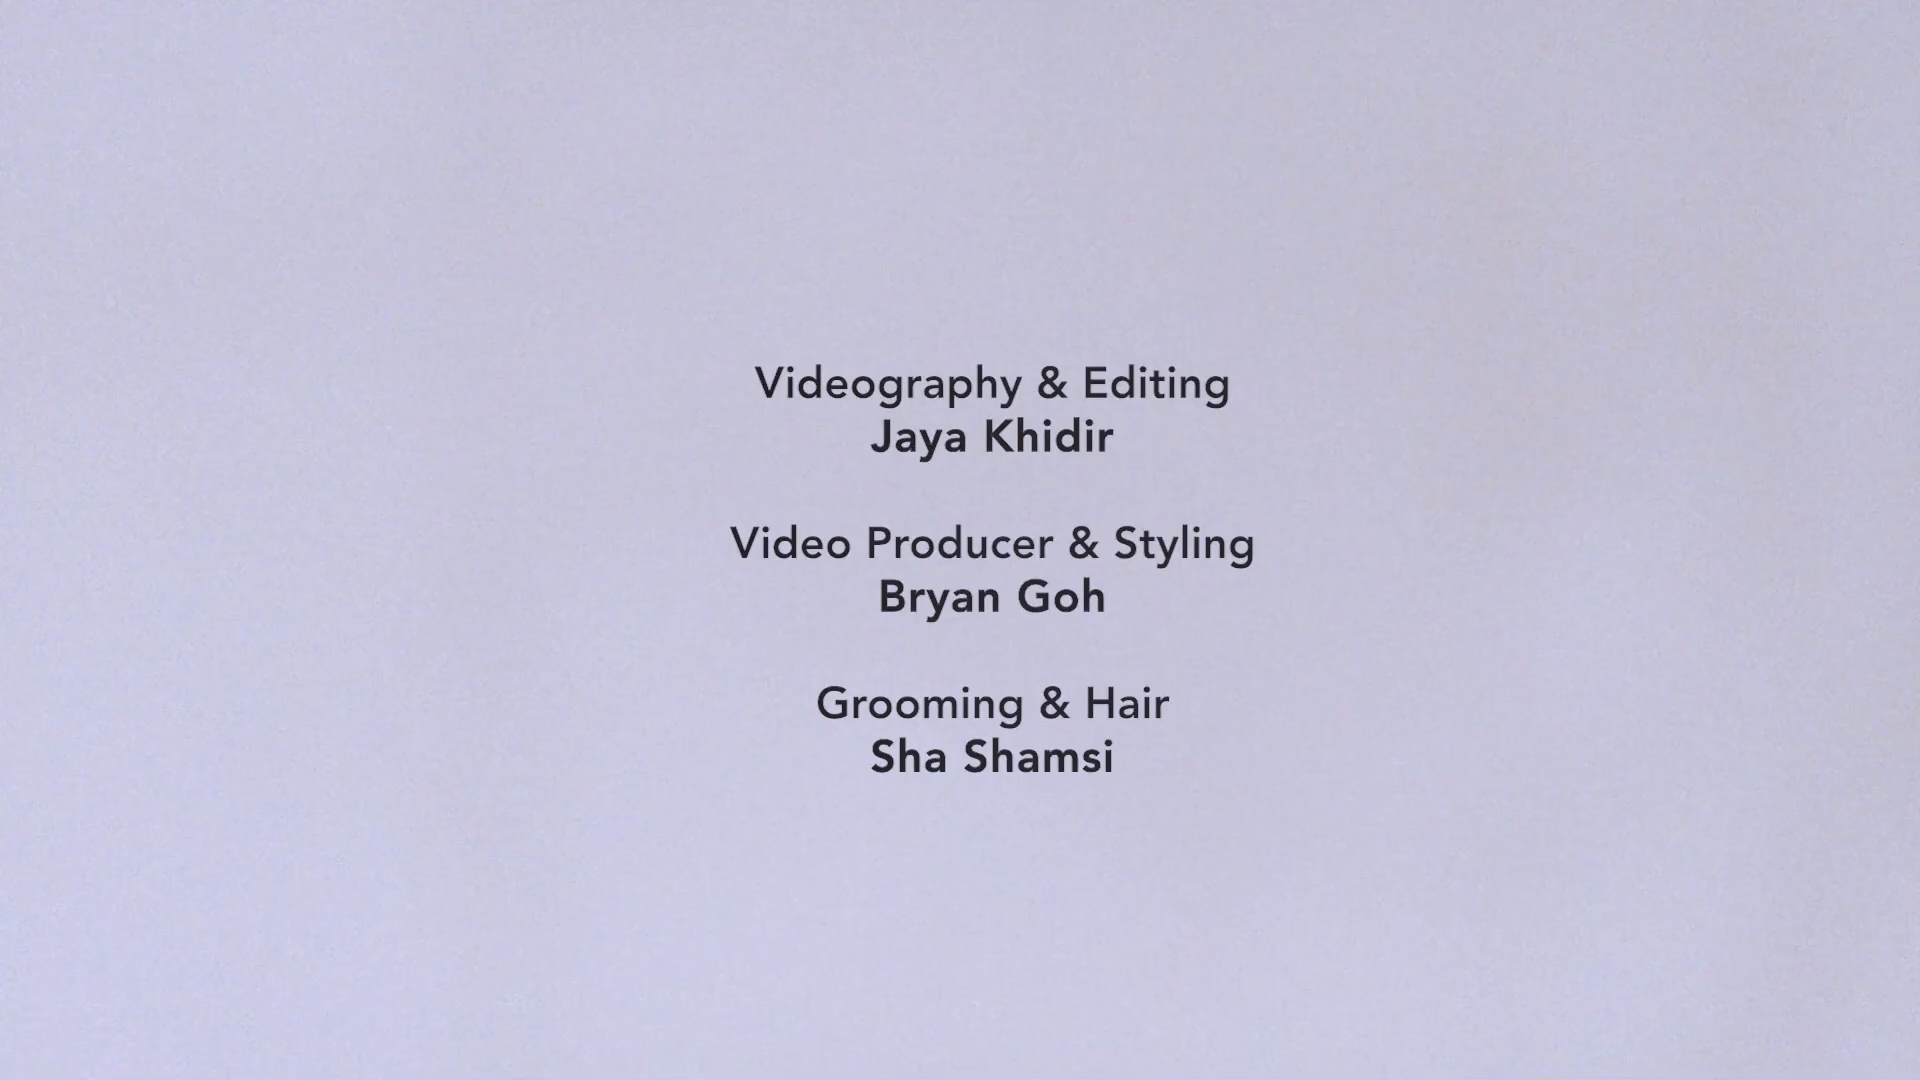 Videography & Editing
Jaya Khidir
Video Producer & Styling
Bryan Goh
Grooming & Hair
Sha Shamsi